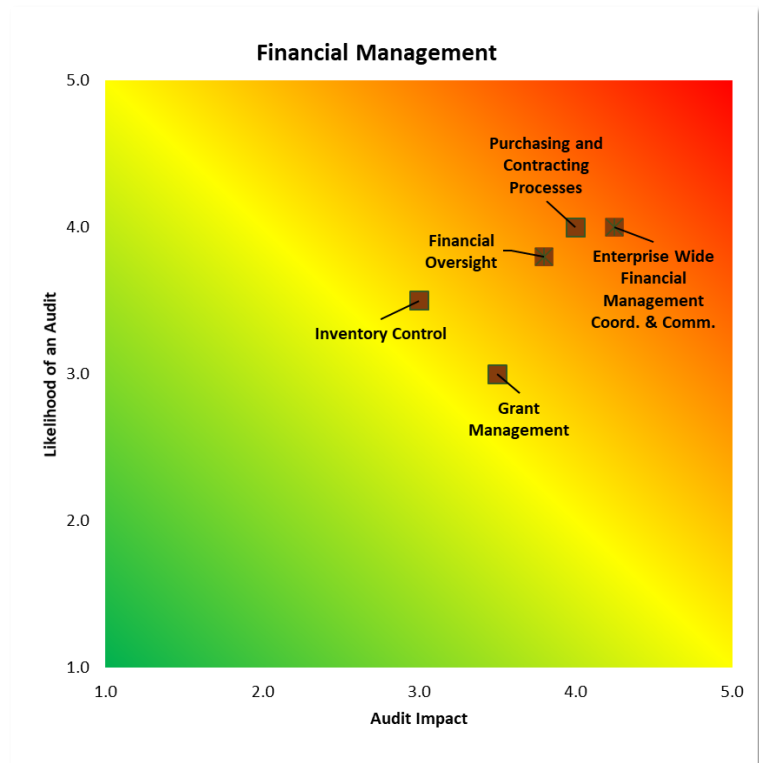 Financial Management
5.0
4.0
3.0
2.0
1.0
Likelihood of an Audit
Purchasing and
Contracting
Processes
Financial
Oversight
Enterprise Wide
Financial
Management
Coord. & Comm.
Inventory Control
Grant
Management
1.0
2.0
3.0
4.0
5.0
Audit Impact